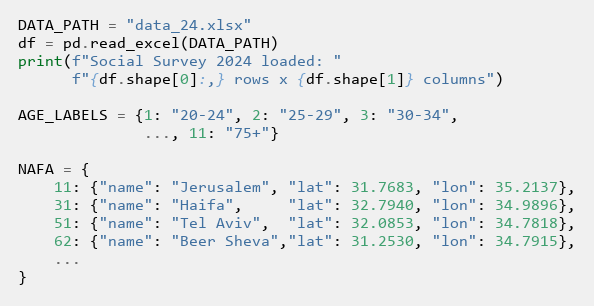 DATA_PATH = "data_24.xlsx"
df = pd.read_excel(DATA_PATH)
print(f"Social Survey 2024 loaded: "
      f"{df.shape[0]:,} rows x {df.shape[1]} columns")

AGE_LABELS = {1: "20-24", 2: "25-29", 3: "30-34",
              ..., 11: "75+"}

NAFA = {
    11: {"name": "Jerusalem", "lat": 31.7683, "lon": 35.2137},
    31: {"name": "Haifa",     "lat": 32.7940, "lon": 34.9896},
    51: {"name": "Tel Aviv",  "lat": 32.0853, "lon": 34.7818},
    62: {"name": "Beer Sheva","lat": 31.2530, "lon": 34.7915},
    ...
}